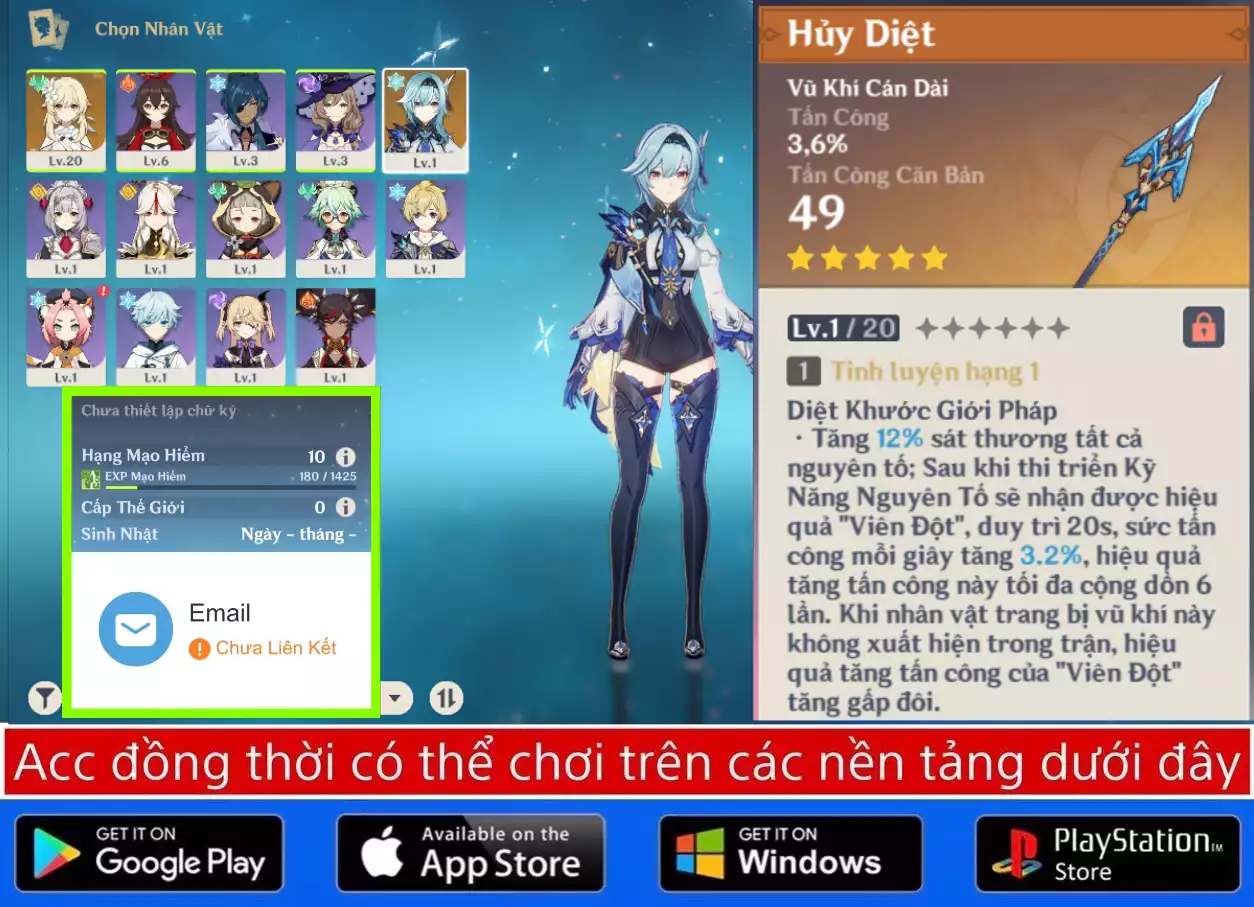 Chọn Nhân Vật
Lv.20
Lv.6
Lv.3
Lv.3
Lv.1
Lv.1
Lv.1
Lv.1
Lv.1
Lv.1
Lv.1
Lv.1
Lv.1
Lv.1
Chưa thiết lập chữ ký
Hạng Mạo Hiểm 10
EXP Mạo Hiểm 180 / 1425
Cấp Thế Giới 0
Sinh Nhật Ngày - tháng -
Email
Chưa Liên Kết
Hủy Diệt
Vũ Khí Cán Dài
Tấn Công
3,6%
Tấn Công Căn Bản
49
Lv.1 / 20
1 Tinh luyện hạng 1
Diệt Khước Giới Pháp
· Tăng 12% sát thương tất cả
nguyên tố; Sau khi thi triển Kỹ
Năng Nguyên Tố sẽ nhận được hiệu
quả "Viên Đột", duy trì 20s, sức tấn
công mỗi giây tăng 3.2%, hiệu quả
tăng tấn công này tối đa cộng dồn 6
lần. Khi nhân vật trang bị vũ khí này
không xuất hiện trong trận, hiệu
quả tăng tấn công của "Viên Đột"
tăng gấp đôi.
Acc đồng thời có thể chơi trên các nền tảng dưới đây
GET IT ON
Google Play
Available on the
App Store
GET IT ON
Windows
PlayStation™
Store